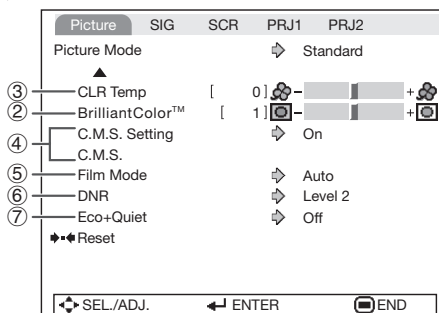 Picture SIG SCR PRJ1 PRJ2
Picture Mode Standard
③ CLR Temp [ 0 ] - +
② BrilliantColor™ [ 1 ] - +
④ C.M.S. Setting On
C.M.S.
⑤ Film Mode Auto
⑥ DNR Level 2
⑦ Eco+Quiet Off
Reset
SEL./ADJ. ENTER END